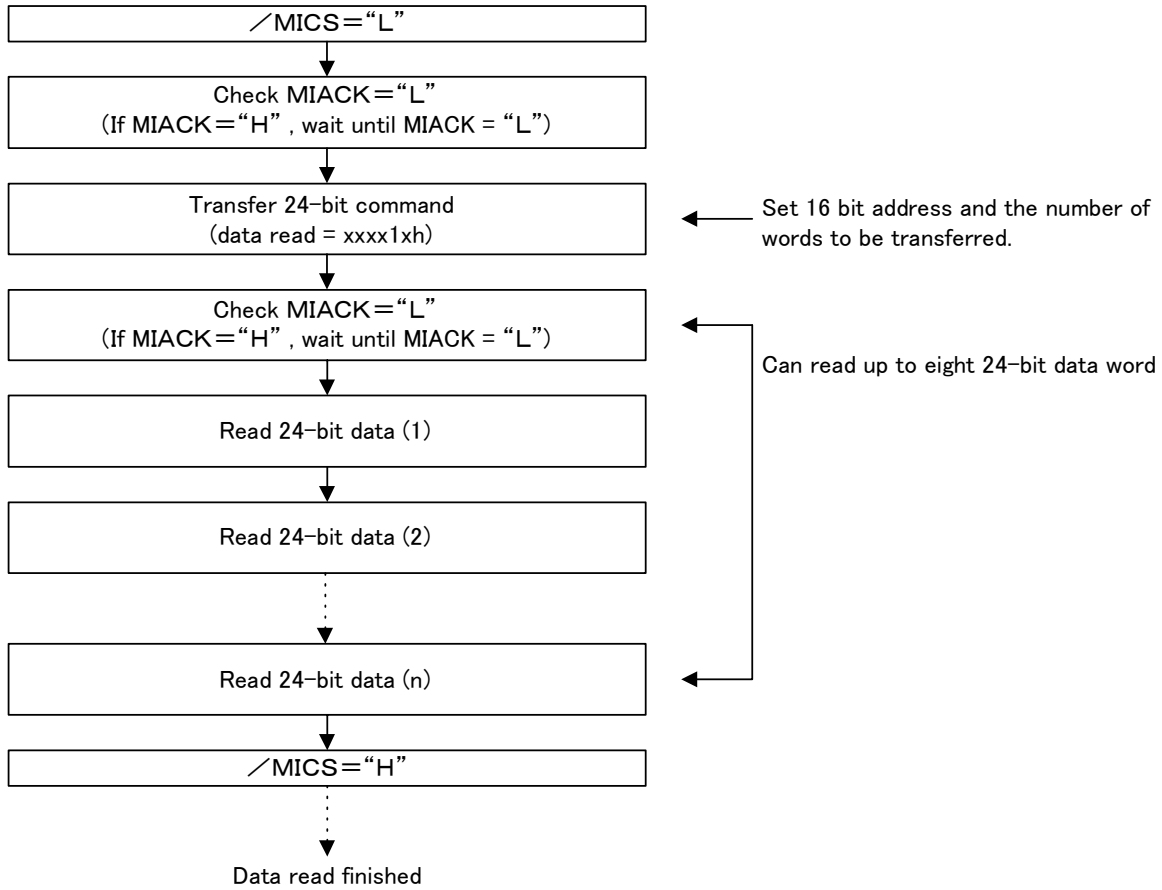 ／MICS＝“L”
Check MIACK＝“L”
(If MIACK＝“H” , wait until MIACK = “L”)
Transfer 24-bit command
(data read = xxxx1xh)
Set 16 bit address and the number of
words to be transferred.
Check MIACK＝“L”
(If MIACK＝“H” , wait until MIACK = “L”)
Can read up to eight 24-bit data word
Read 24-bit data (1)
Read 24-bit data (2)
Read 24-bit data (n)
／MICS＝“H”
Data read finished